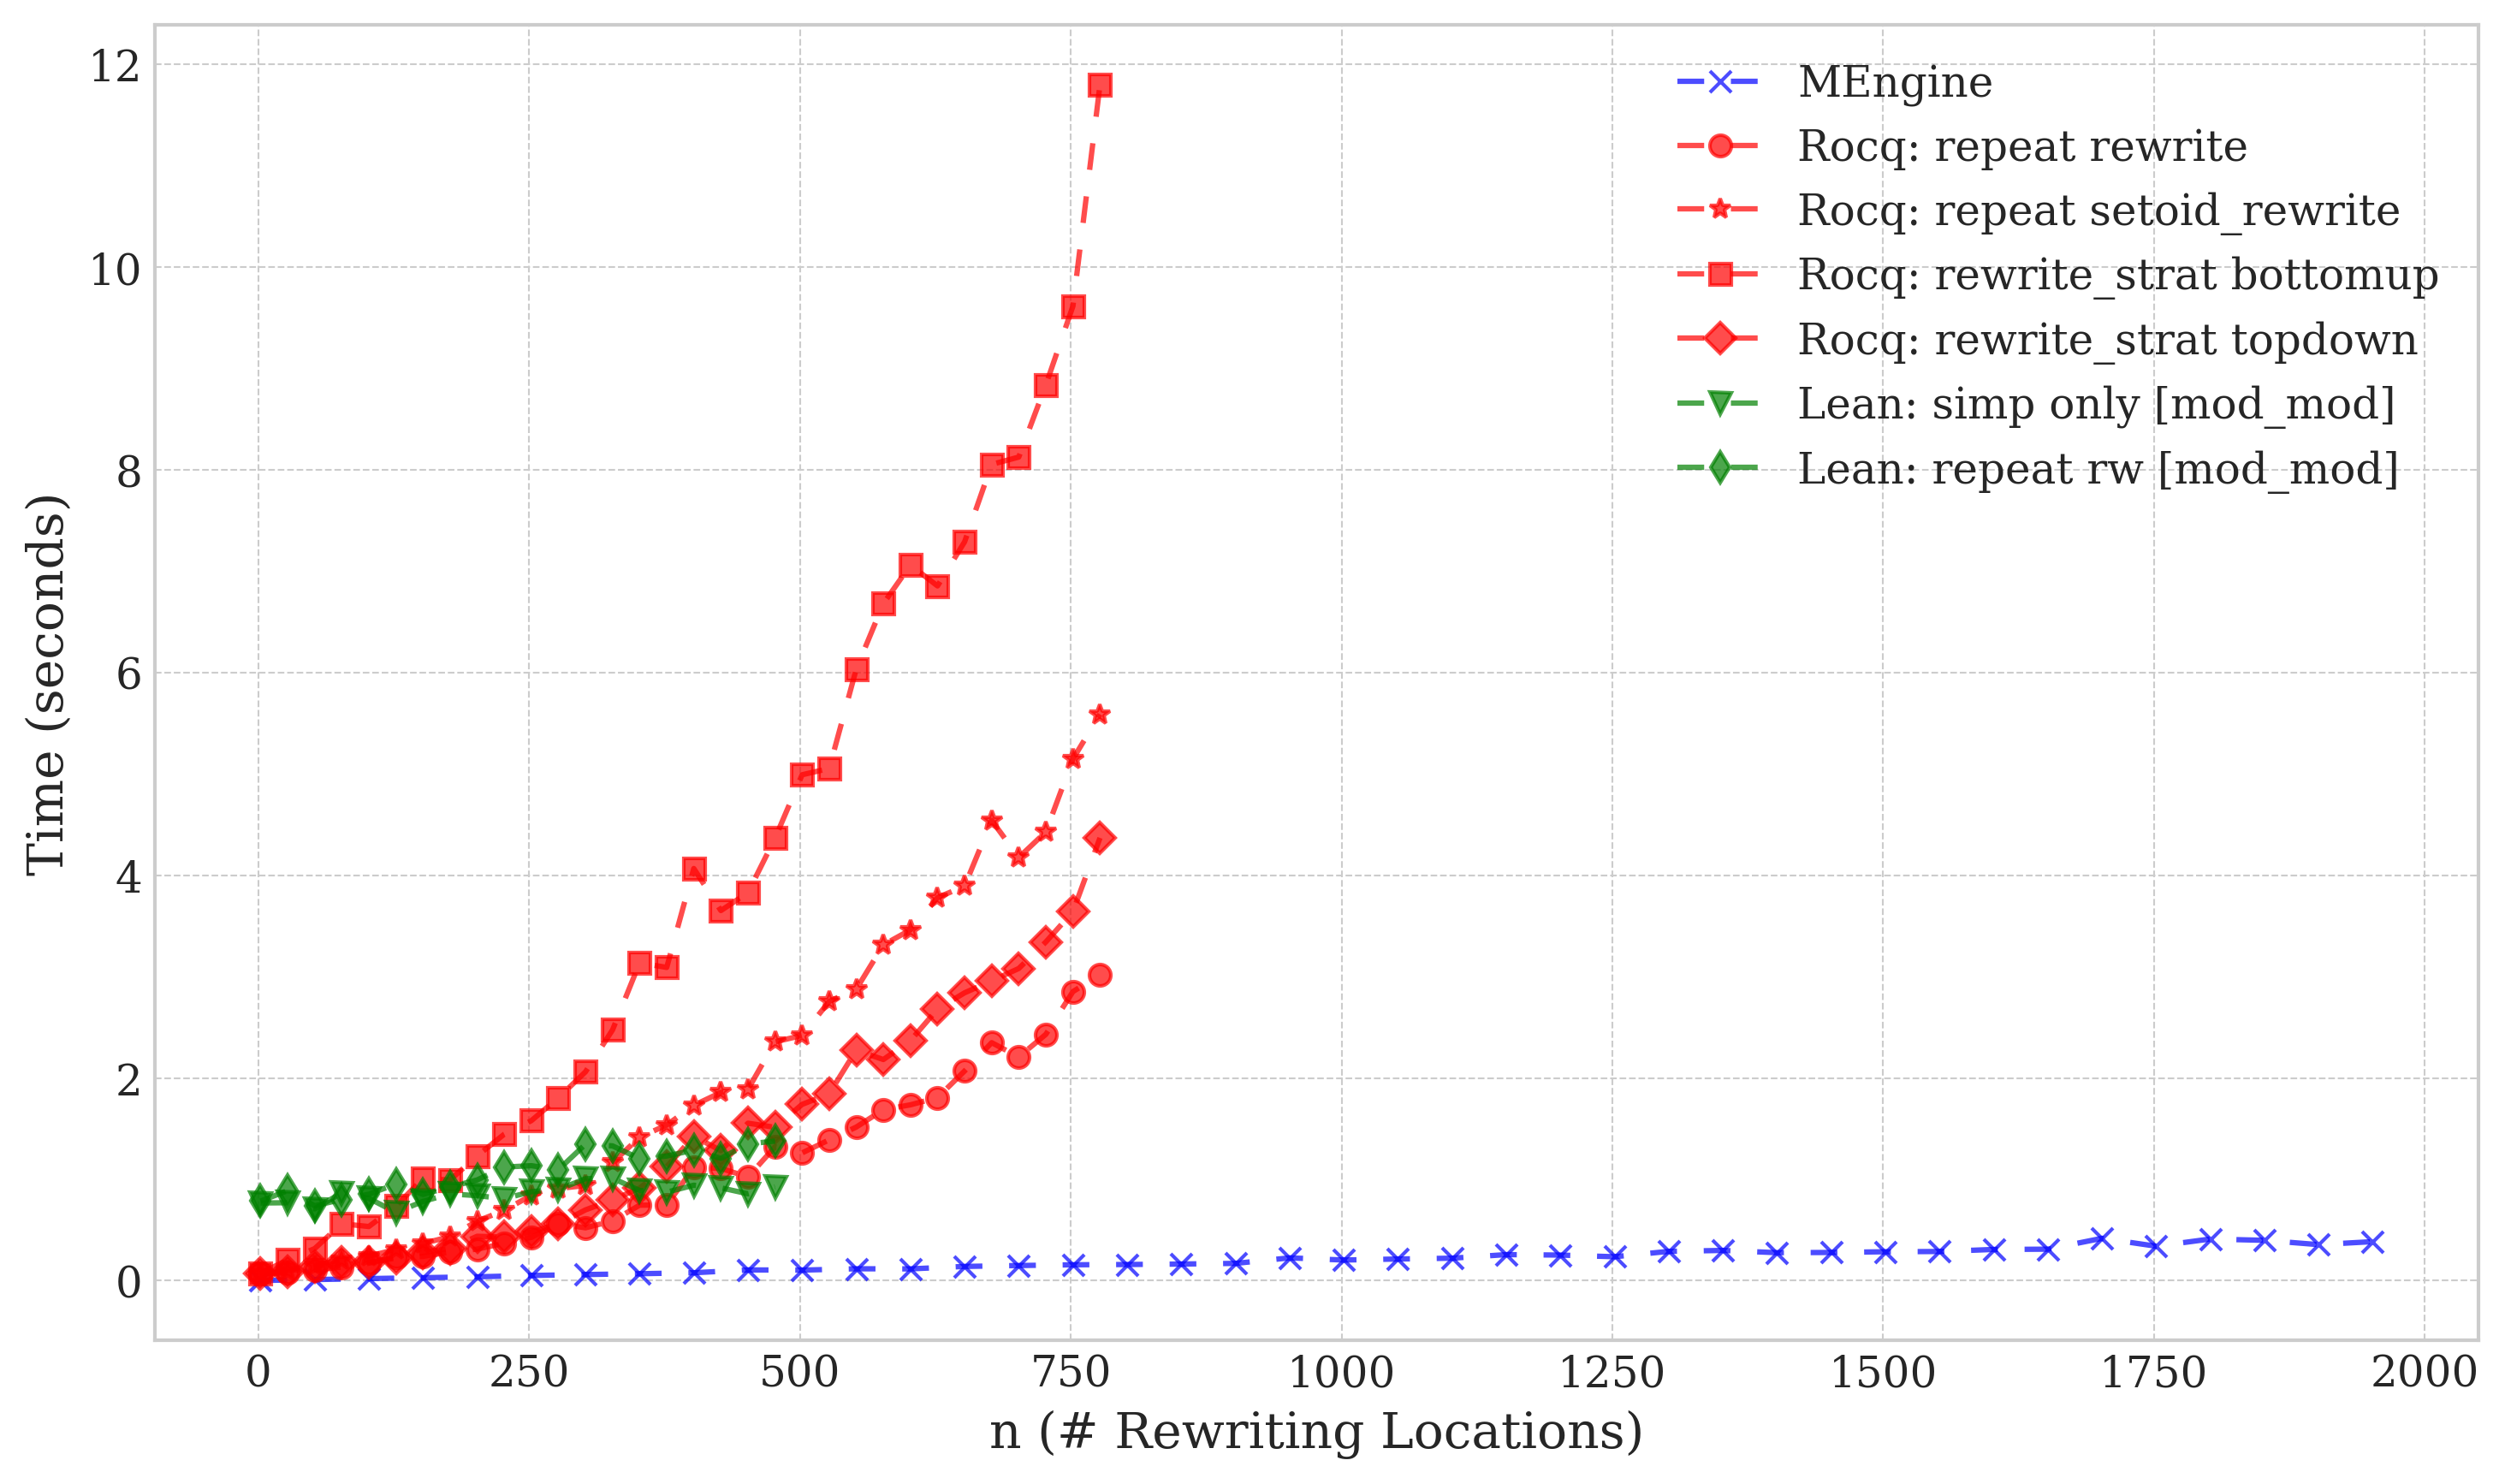 12
10
8
6
4
2
0
Time (seconds)
MEngine
Rocq: repeat rewrite
Rocq: repeat setoid_rewrite
Rocq: rewrite_strat bottomup
Rocq: rewrite_strat topdown
Lean: simp only [mod_mod]
Lean: repeat rw [mod_mod]
0 250 500 750 1000 1250 1500 1750 2000
n (# Rewriting Locations)